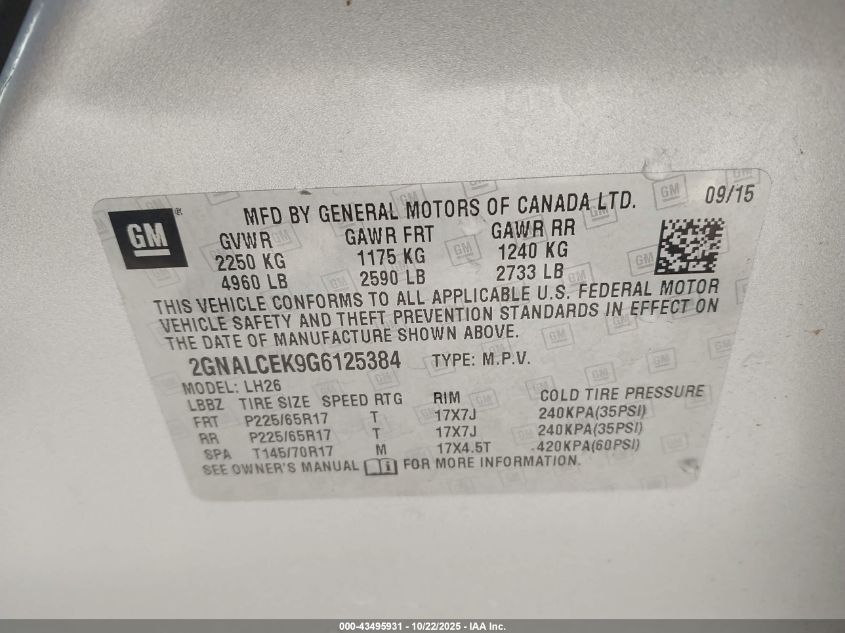 GM
®
MFD BY GENERAL MOTORS OF CANADA LTD.
09/15
GVWR GAWR FRT GAWR RR
2250 KG 1175 KG 1240 KG
4960 LB 2590 LB 2733 LB
THIS VEHICLE CONFORMS TO ALL APPLICABLE U.S. FEDERAL MOTOR
VEHICLE SAFETY AND THEFT PREVENTION STANDARDS IN EFFECT ON
THE DATE OF MANUFACTURE SHOWN ABOVE.
2GNALCEK9G6125384 TYPE: M.P.V.
MODEL: LH26
LBBZ TIRE SIZE SPEED RTG RIM COLD TIRE PRESSURE
FRT P225/65R17 T 17X7J 240KPA(35PSI)
RR P225/65R17 T 17X7J 240KPA(35PSI)
SPA T145/70R17 M 17X4.5T 420KPA(60PSI)
SEE OWNER'S MANUAL FOR MORE INFORMATION.
000-43495931 - 10/22/2025 - IAA Inc.